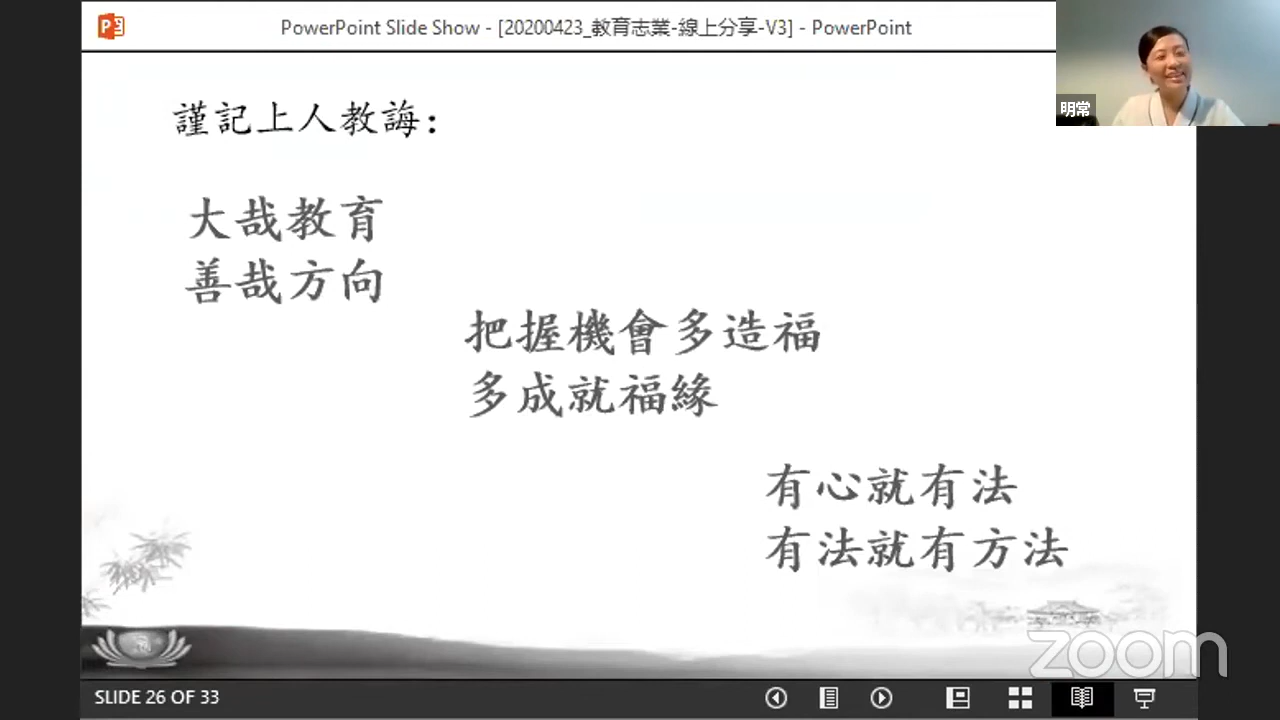 PowerPoint Slide Show - [20200423_教育志業-線上分享-V3] - PowerPoint
明常
謹記上人教誨：
大哉教育
善哉方向
把握機會多造福
多成就福緣
有心就有法
有法就有方法
zoom
SLIDE 26 OF 33